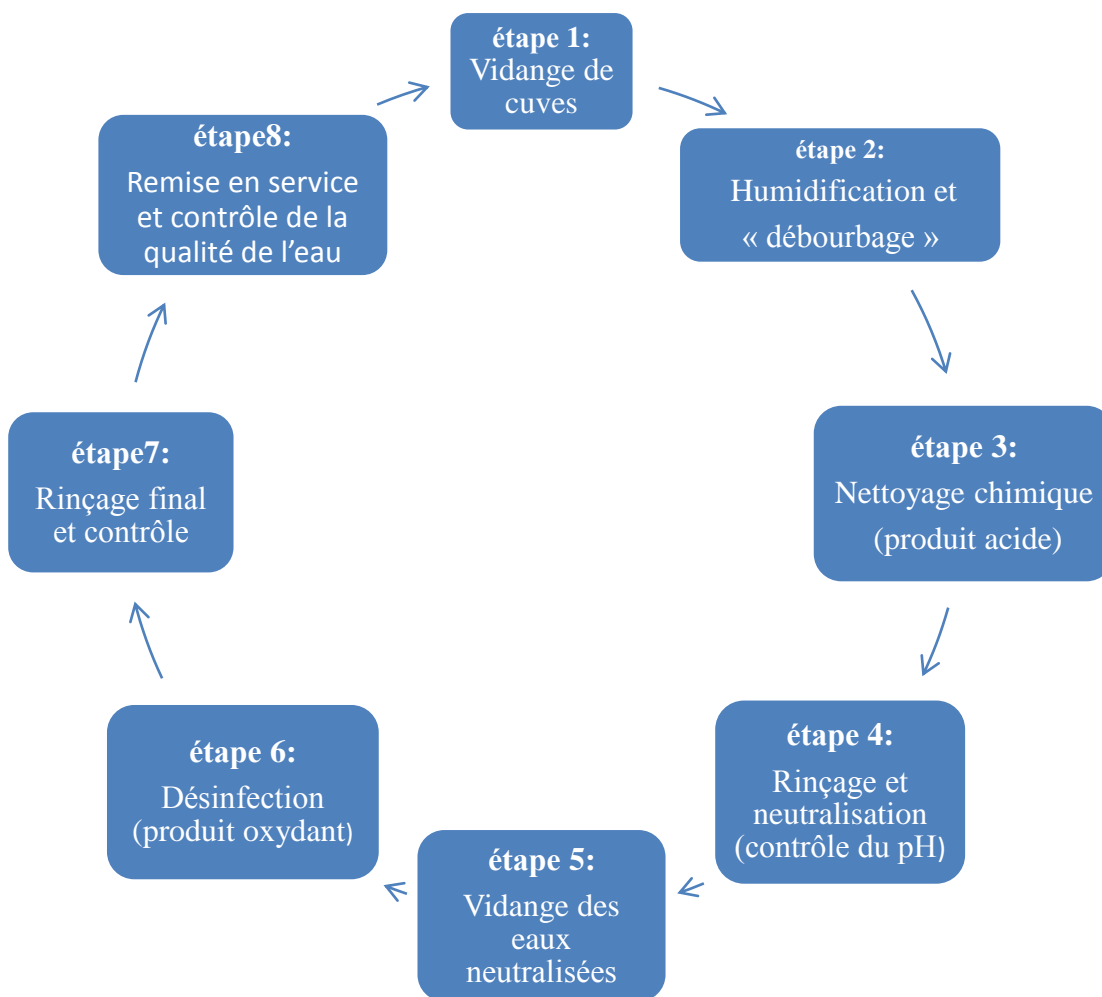 étape 1:
Vidange de
cuves
étape 2:
Humidification et
« débourbage »
étape 3:
Nettoyage chimique
(produit acide)
étape 4:
Rinçage et
neutralisation
(contrôle du pH)
étape 5:
Vidange des
eaux
neutralisées
étape 6:
Désinfection
(produit oxydant)
étape7:
Rinçage final
et contrôle
étape8:
Remise en service
et contrôle de la
qualité de l’eau